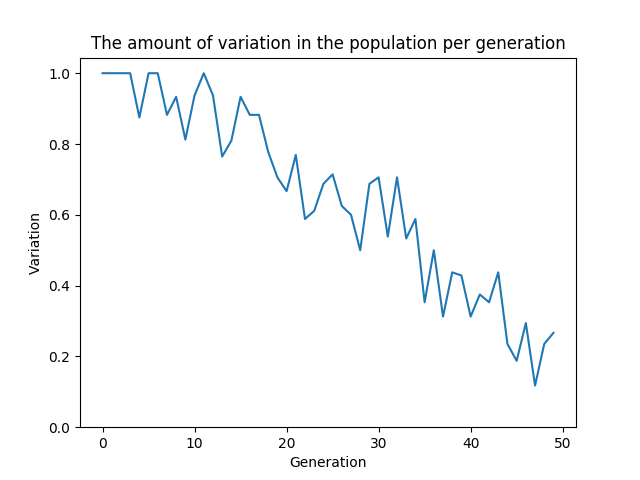 The amount of variation in the population per generation
1.0
0.8
0.6
0.4
0.2
0.0
Variation
0 10 20 30 40 50
Generation